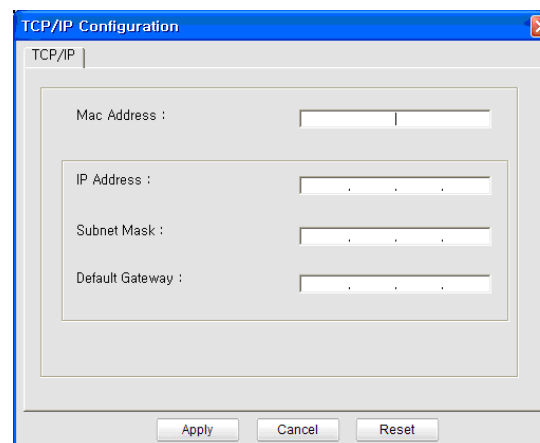 TCP/IP Configuration
TCP/IP
Mac Address :
IP Address :
. . .
Subnet Mask :
. . .
Default Gateway :
. . .
Apply Cancel Reset